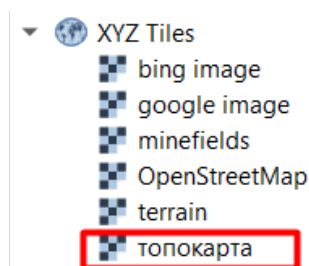 XYZ Tiles
bing image
google image
minefields
OpenStreetMap
terrain
топокарта